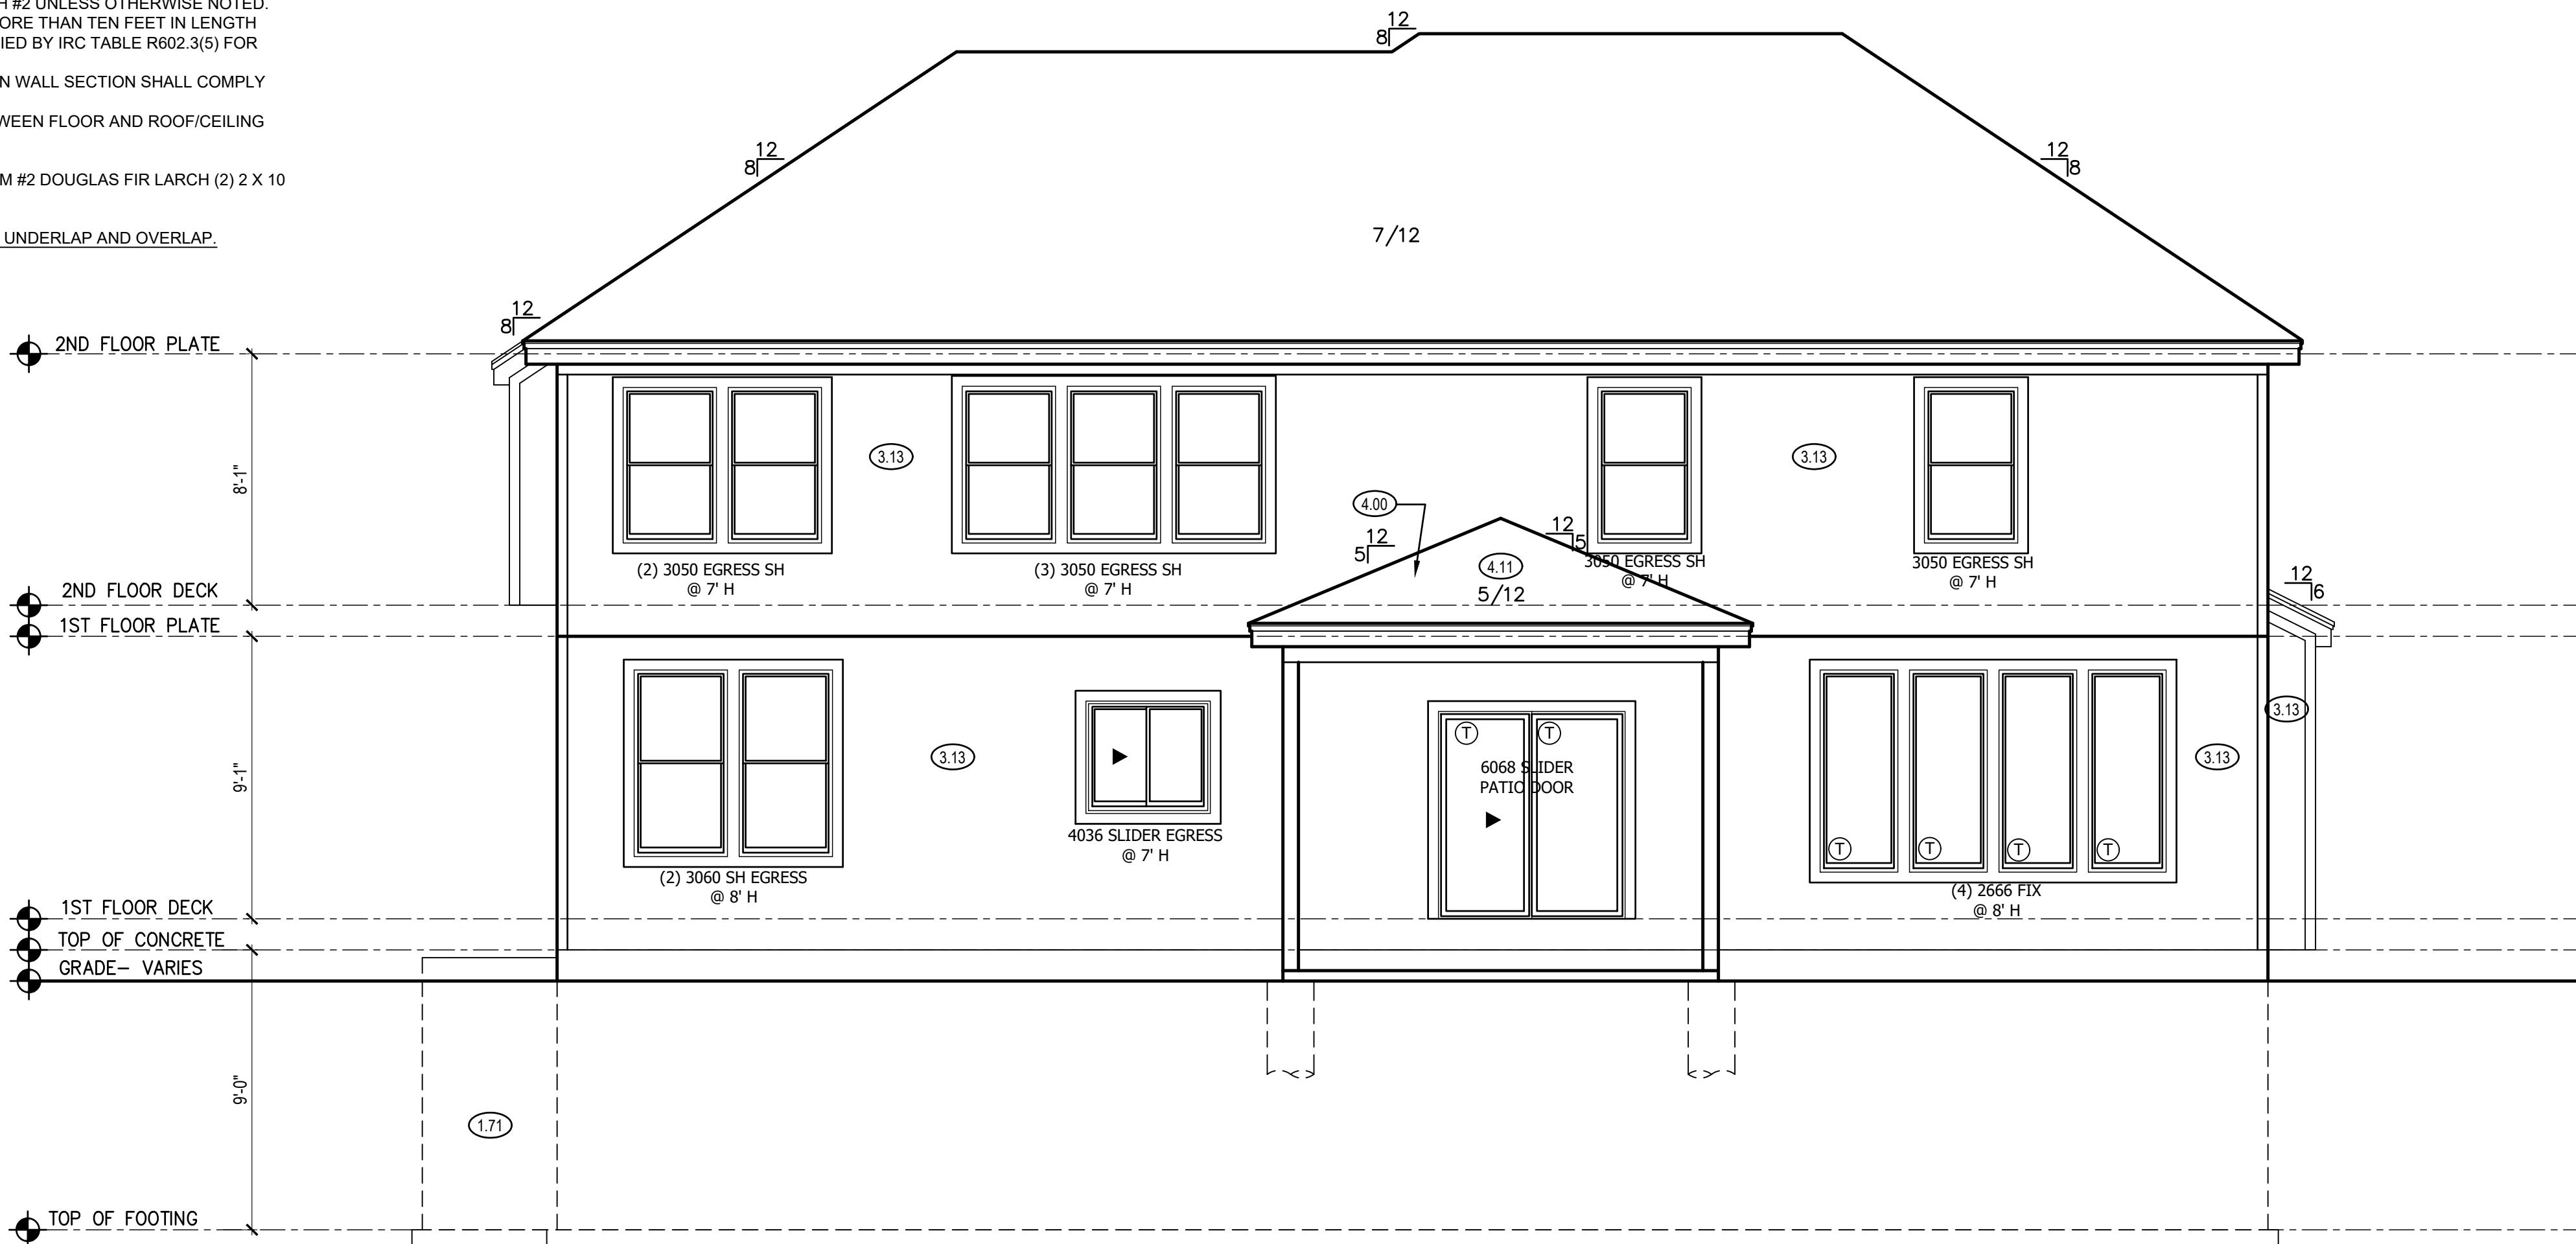 H #2 UNLESS OTHERWISE NOTED.
ORE THAN TEN FEET IN LENGTH
IED BY IRC TABLE R602.3(5) FOR
N WALL SECTION SHALL COMPLY
WEEN FLOOR AND ROOF/CEILING
M #2 DOUGLAS FIR LARCH (2) 2 X 10
UNDERLAP AND OVERLAP.
12
8
12
8
12
8
7/12
12
8
2ND FLOOR PLATE
8'-1"
3.13
3.13
4.00
12
5
12
5
4.11
5/12
(2) 3050 EGRESS SH
@ 7' H
(3) 3050 EGRESS SH
@ 7' H
3050 EGRESS SH
@ 7' H
3050 EGRESS SH
@ 7' H
12
6
2ND FLOOR DECK
1ST FLOOR PLATE
9'-1"
3.13
3.13
3.13
T
T
6068 SLIDER
PATIO DOOR
4036 SLIDER EGRESS
@ 7' H
T
T
T
T
(2) 3060 SH EGRESS
@ 8' H
(4) 2666 FIX
@ 8' H
1ST FLOOR DECK
TOP OF CONCRETE
GRADE- VARIES
9'-0"
1.71
TOP OF FOOTING